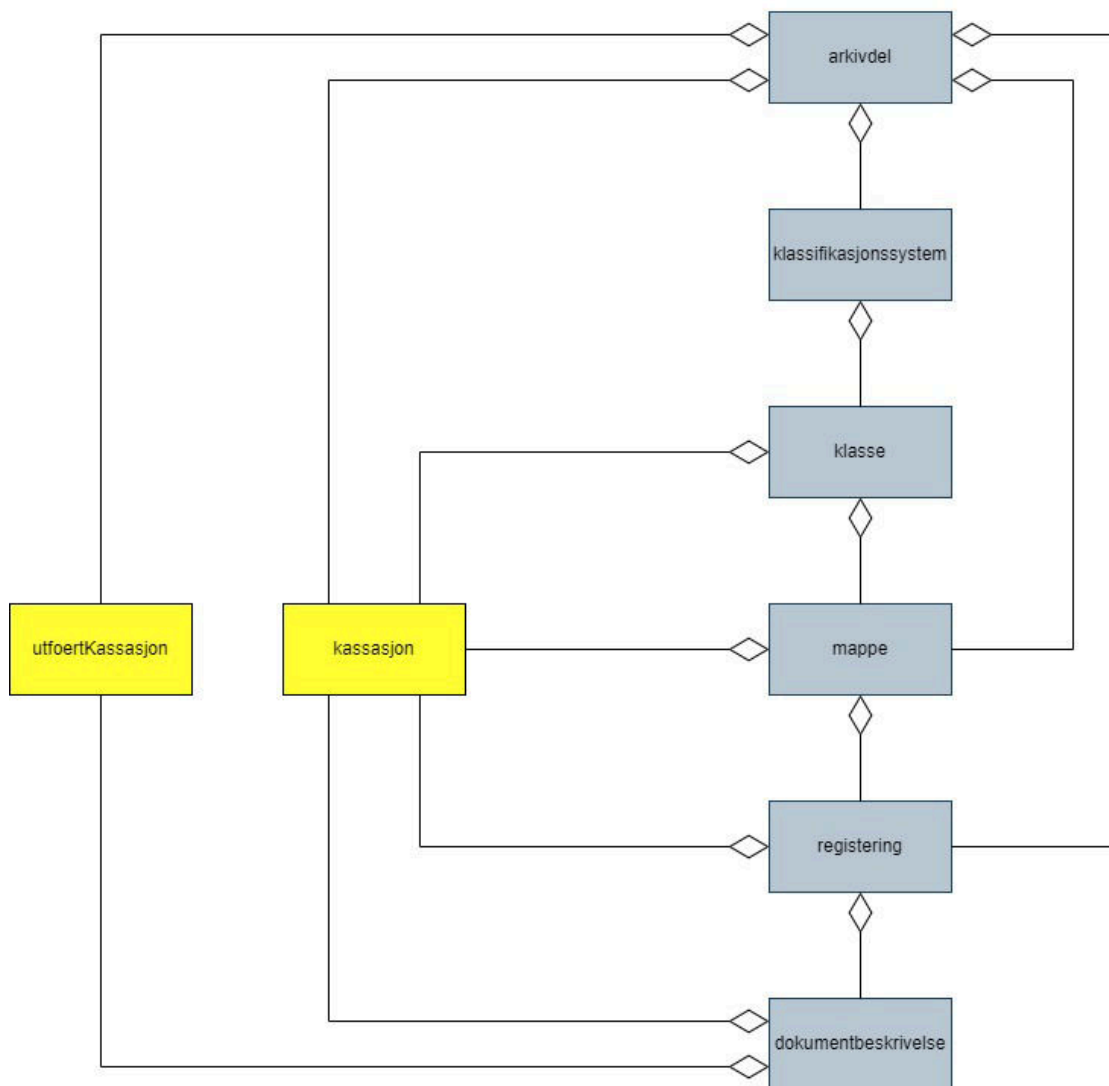 arkivdel
klassifikasjonssystem
klasse
utfoertKassasjon
kassasjon
mappe
registering
dokumentbeskrivelse